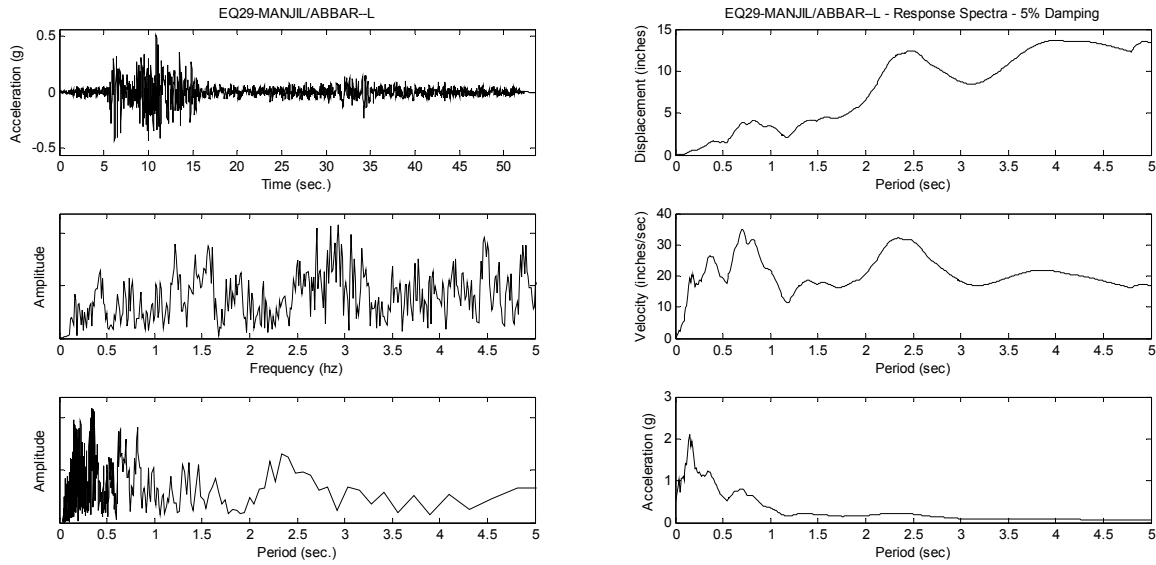 EQ29-MANJIL/ABBAR--L
Acceleration (g)
0.5
0
-0.5
0 5 10 15 20 25 30 35 40 45 50
Time (sec.)
Amplitude
0 0.5 1 1.5 2 2.5 3 3.5 4 4.5 5
Frequency (hz)
Amplitude
0 0.5 1 1.5 2 2.5 3 3.5 4 4.5 5
Period (sec.)
EQ29-MANJIL/ABBAR--L - Response Spectra - 5% Damping
Displacement (inches)
15
10
5
0
0 0.5 1 1.5 2 2.5 3 3.5 4 4.5 5
Period (sec)
Velocity (inches/sec)
40
30
20
10
0
0 0.5 1 1.5 2 2.5 3 3.5 4 4.5 5
Period (sec)
Acceleration (g)
3
2
1
0
0 0.5 1 1.5 2 2.5 3 3.5 4 4.5 5
Period (sec)